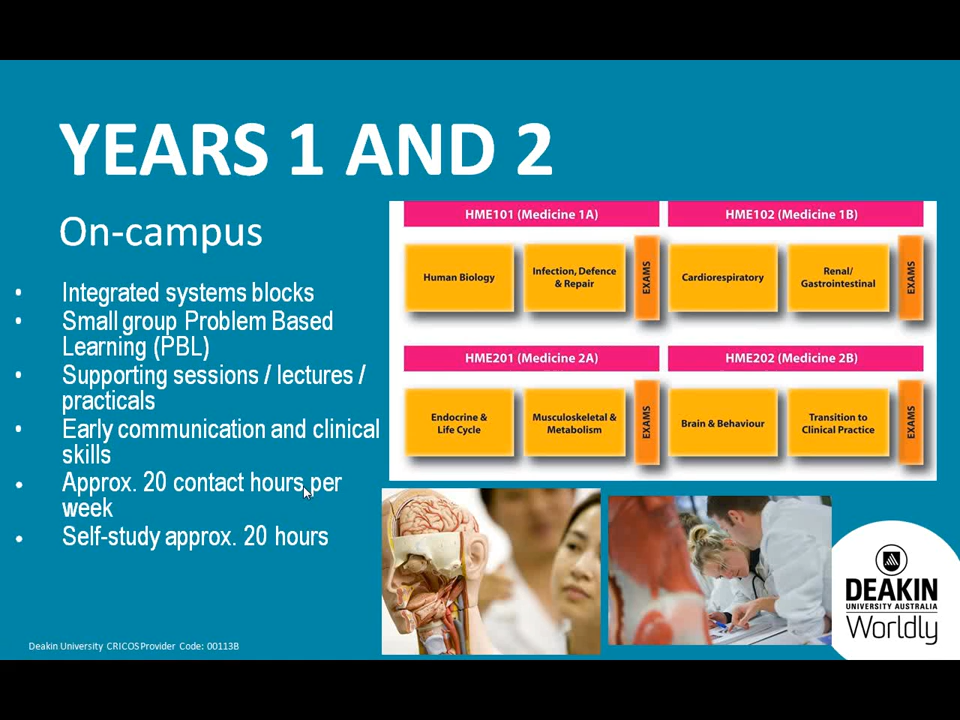 YEARS 1 AND 2
On-campus
• Integrated systems blocks
• Small group Problem Based
Learning (PBL)
• Supporting sessions / lectures /
practicals
• Early communication and clinical
skills
• Approx. 20 contact hours per
week
• Self-study approx. 20 hours
HME101 (Medicine 1A)
Human Biology
Infection, Defence
& Repair
EXAMS
HME102 (Medicine 1B)
Cardiorespiratory
Renal/
Gastrointestinal
EXAMS
HME201 (Medicine 2A)
Endocrine &
Life Cycle
Musculoskeletal &
Metabolism
EXAMS
HME202 (Medicine 2B)
Brain & Behaviour
Transition to
Clinical Practice
EXAMS
Deakin University CRICOS Provider Code: 00113B
DEAKIN
UNIVERSITY AUSTRALIA
Worldly